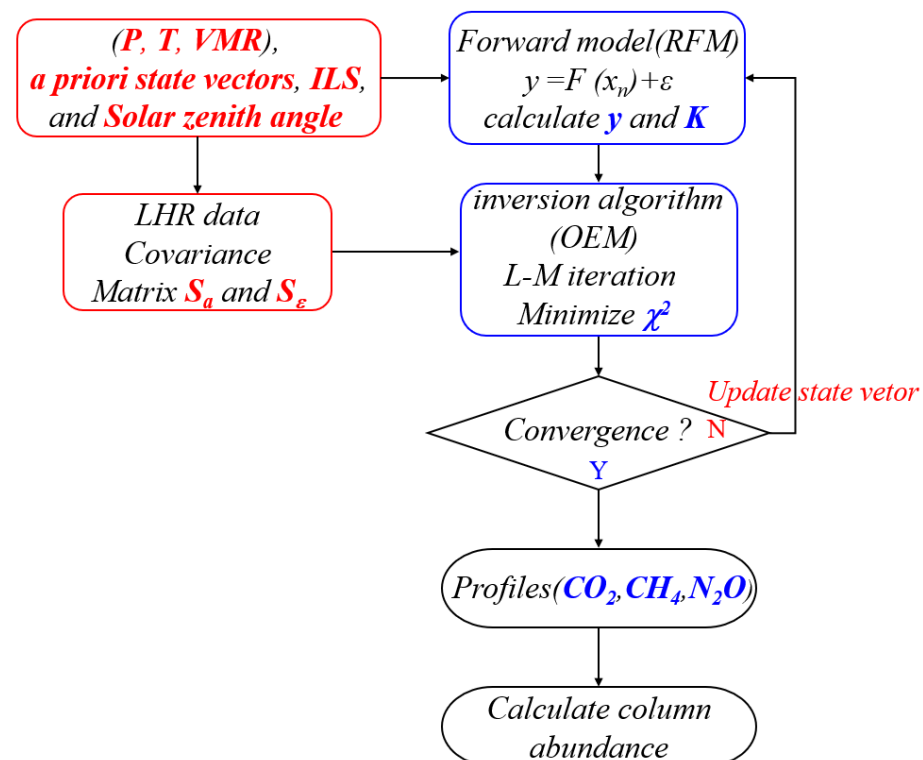 (P, T, VMR),
a priori state vectors, ILS,
and Solar zenith angle
Forward model(RFM)
y =F (xₙ)+ε
calculate y and K
LHR data
Covariance
Matrix Sₐ and S_ε
inversion algorithm
(OEM)
L-M iteration
Minimize χ²
Update state vetor
Convergence ? N
Y
Profiles(CO₂,CH₄,N₂O)
Calculate column
abundance